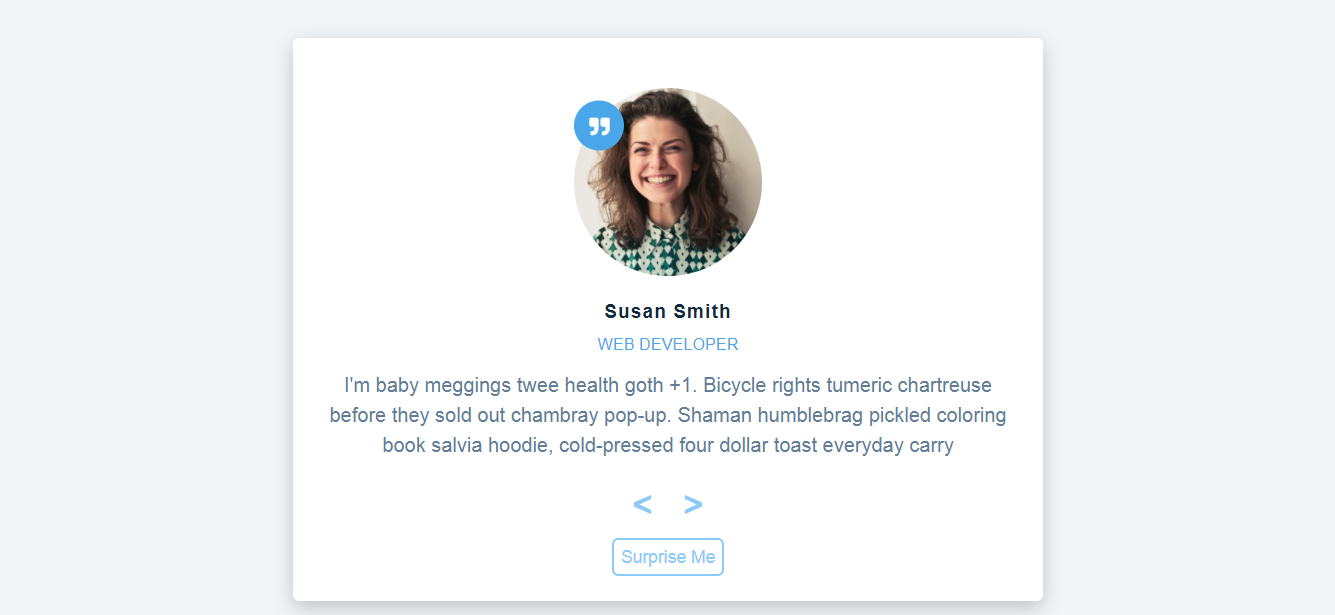 Susan Smith
WEB DEVELOPER
I'm baby meggings twee health goth +1. Bicycle rights tumeric chartreuse
before they sold out chambray pop-up. Shaman humblebrag pickled coloring
book salvia hoodie, cold-pressed four dollar toast everyday carry
< >
Surprise Me